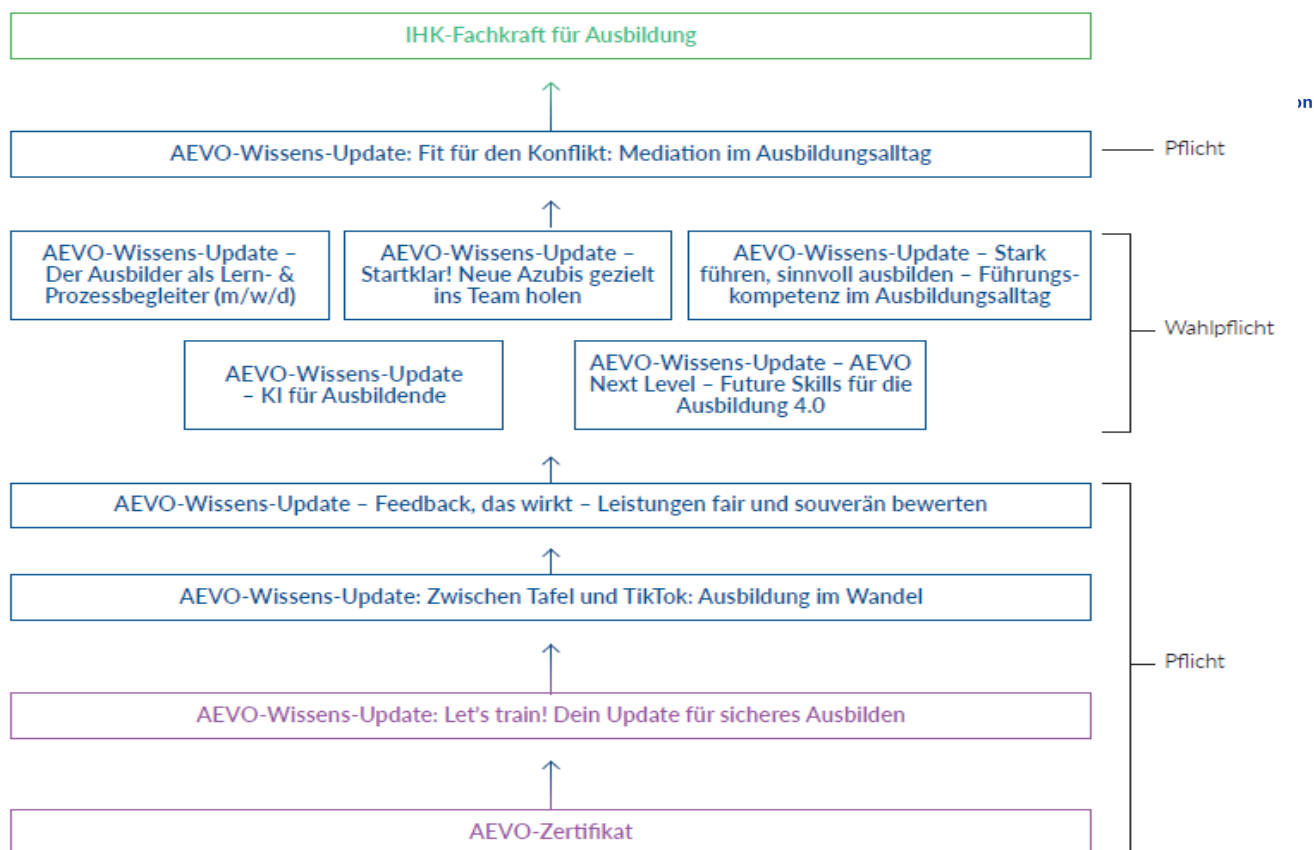 IHK-Fachkraft für Ausbildung
AEVO-Wissens-Update: Fit für den Konflikt: Mediation im Ausbildungsalltag
Pflicht
AEVO-Wissens-Update –
Der Ausbilder als Lern- &
Prozessbegleiter (m/w/d)
AEVO-Wissens-Update –
Startklar! Neue Azubis gezielt
ins Team holen
AEVO-Wissens-Update – Stark
führen, sinnvoll ausbilden – Führungs-
kompetenz im Ausbildungsalltag
Wahlpflicht
AEVO-Wissens-Update
– KI für Ausbildende
AEVO-Wissens-Update – AEVO
Next Level – Future Skills für die
Ausbildung 4.0
AEVO-Wissens-Update – Feedback, das wirkt – Leistungen fair und souverän bewerten
AEVO-Wissens-Update: Zwischen Tafel und TikTok: Ausbildung im Wandel
Pflicht
AEVO-Wissens-Update: Let's train! Dein Update für sicheres Ausbilden
AEVO-Zertifikat